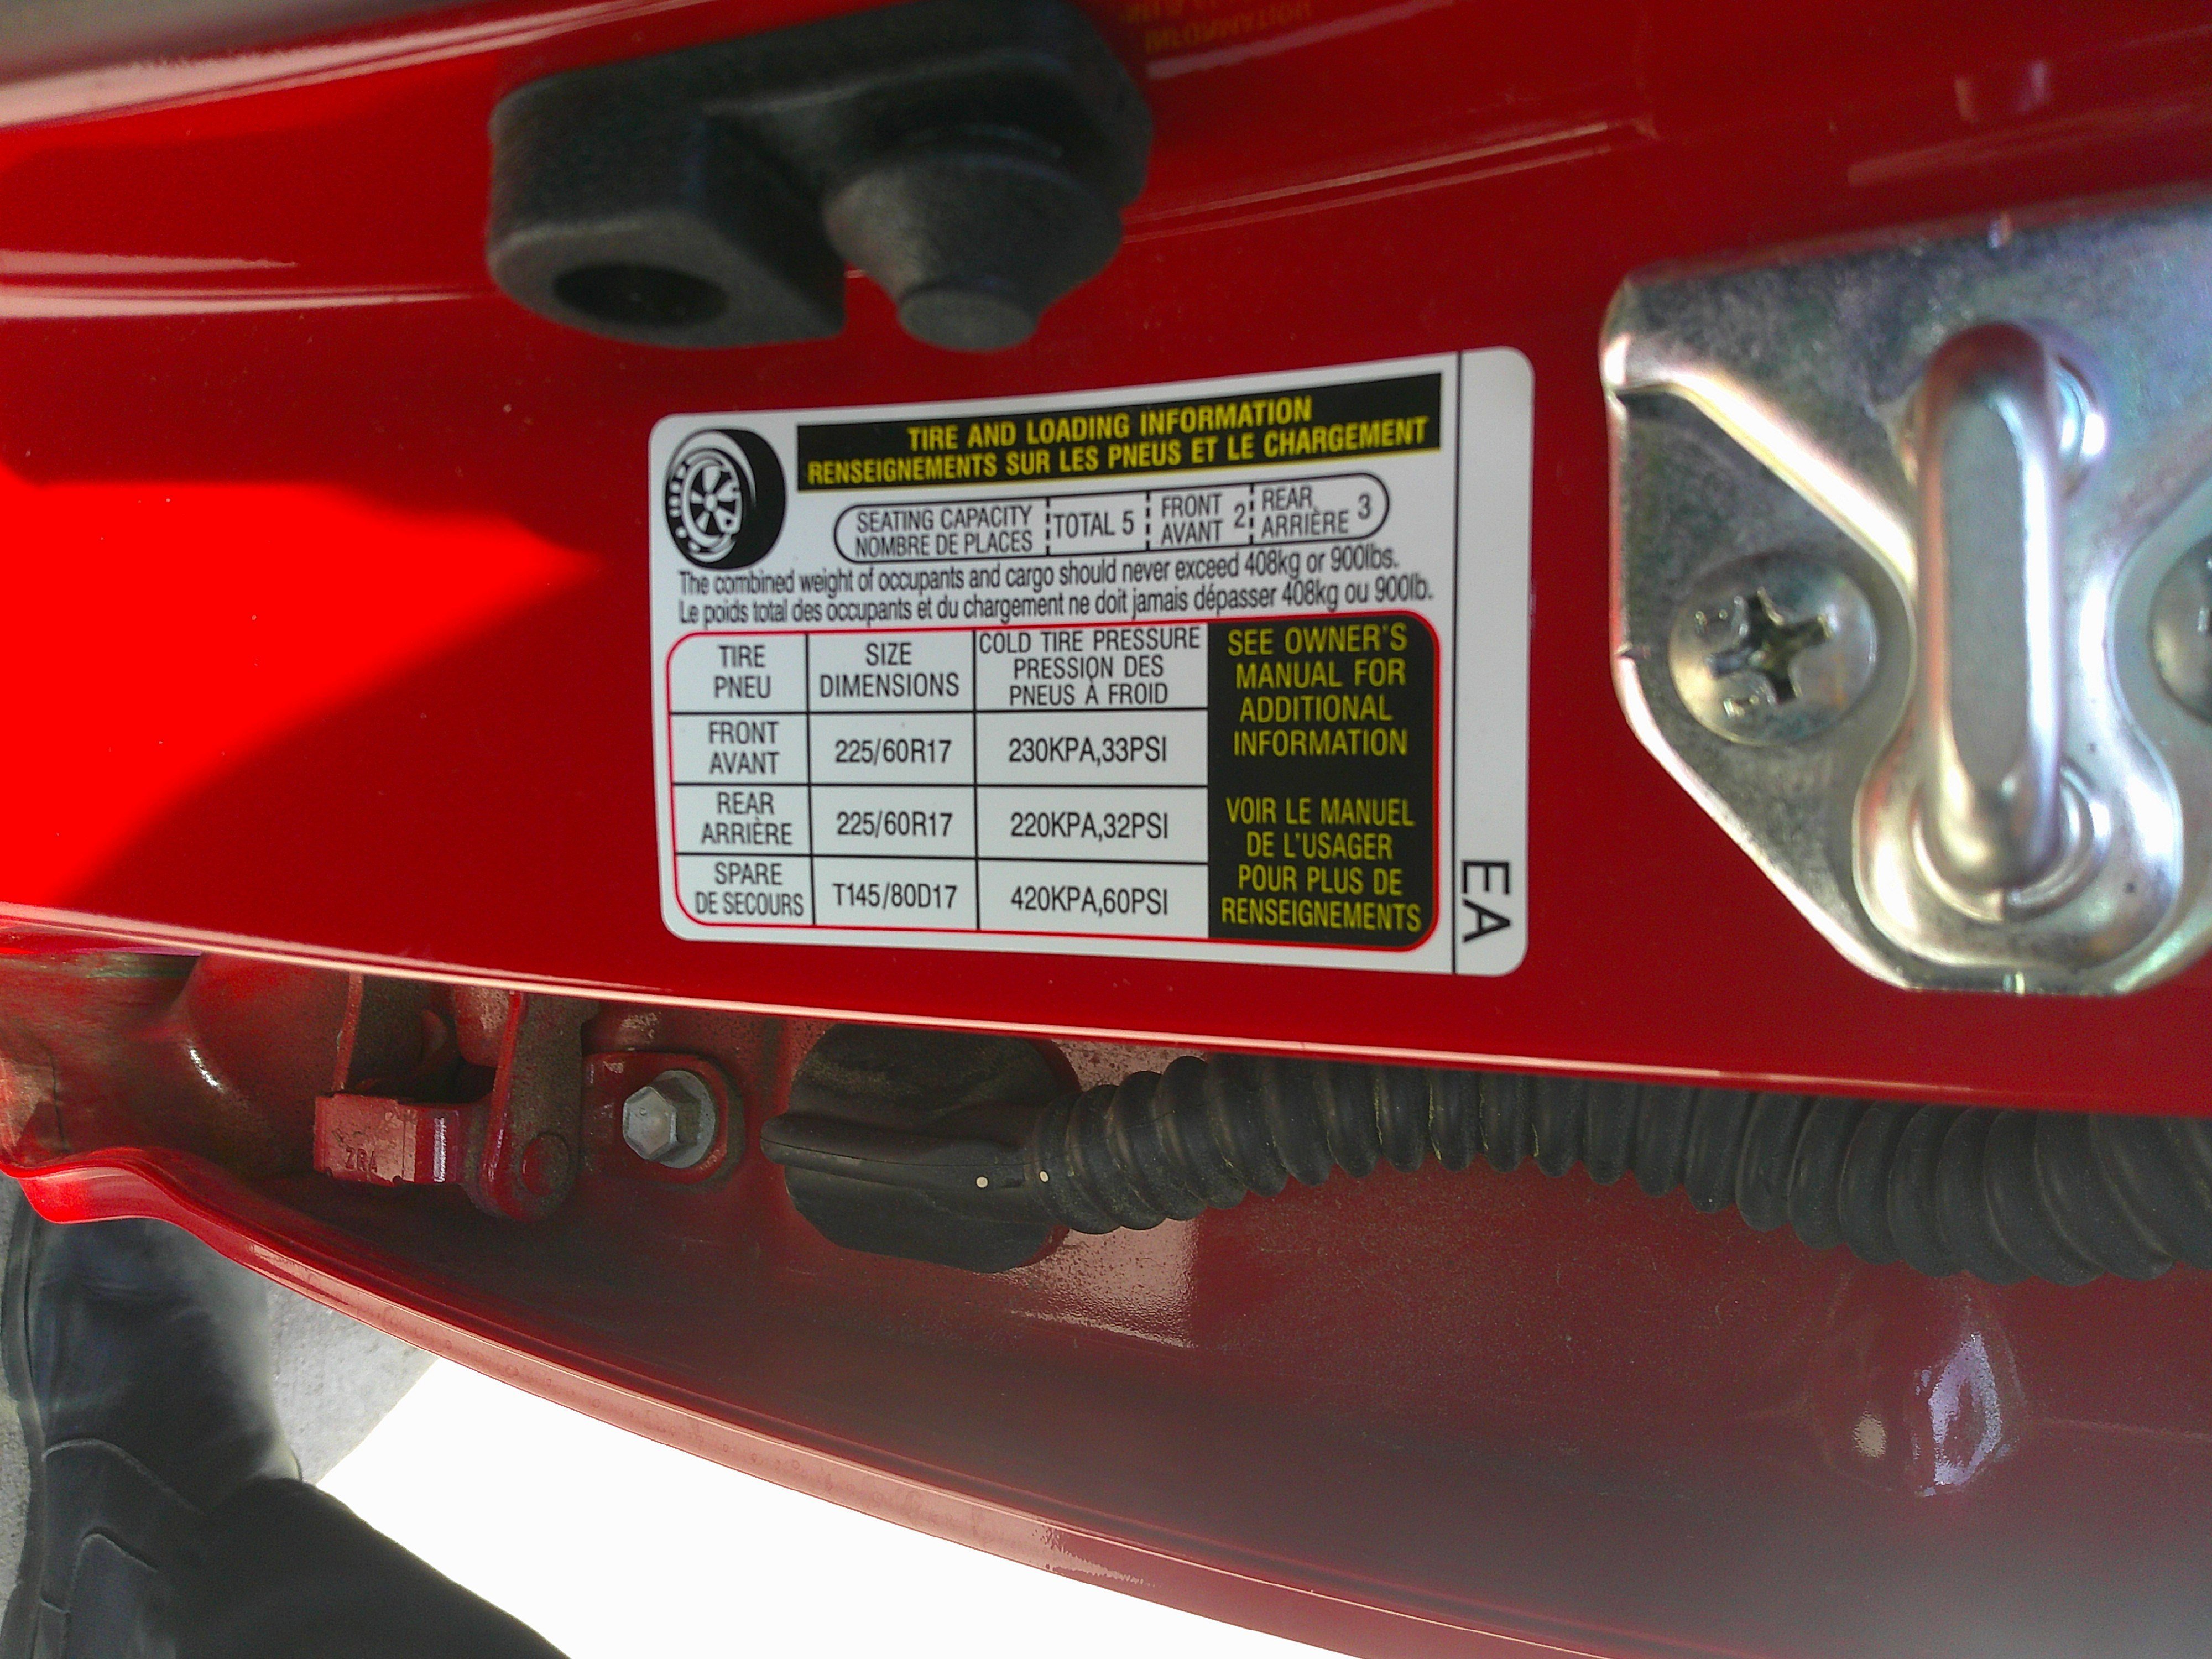 TIRE AND LOADING INFORMATION
RENSEIGNEMENTS SUR LES PNEUS ET LE CHARGEMENT
SEATING CAPACITY
NOMBRE DE PLACES
TOTAL 5
FRONT
AVANT
2
REAR
ARRIÈRE
3
The combined weight of occupants and cargo should never exceed 408kg or 900lbs.
Le poids total des occupants et du chargement ne doit jamais dépasser 408kg ou 900lb.
TIRE
PNEU
SIZE
DIMENSIONS
COLD TIRE PRESSURE
PRESSION DES
PNEUS À FROID
FRONT
AVANT
225/60R17
230KPA,33PSI
REAR
ARRIÈRE
225/60R17
220KPA,32PSI
SPARE
DE SECOURS
T145/80D17
420KPA,60PSI
SEE OWNER'S
MANUAL FOR
ADDITIONAL
INFORMATION
VOIR LE MANUEL
DE L'USAGER
POUR PLUS DE
RENSEIGNEMENTS
EA